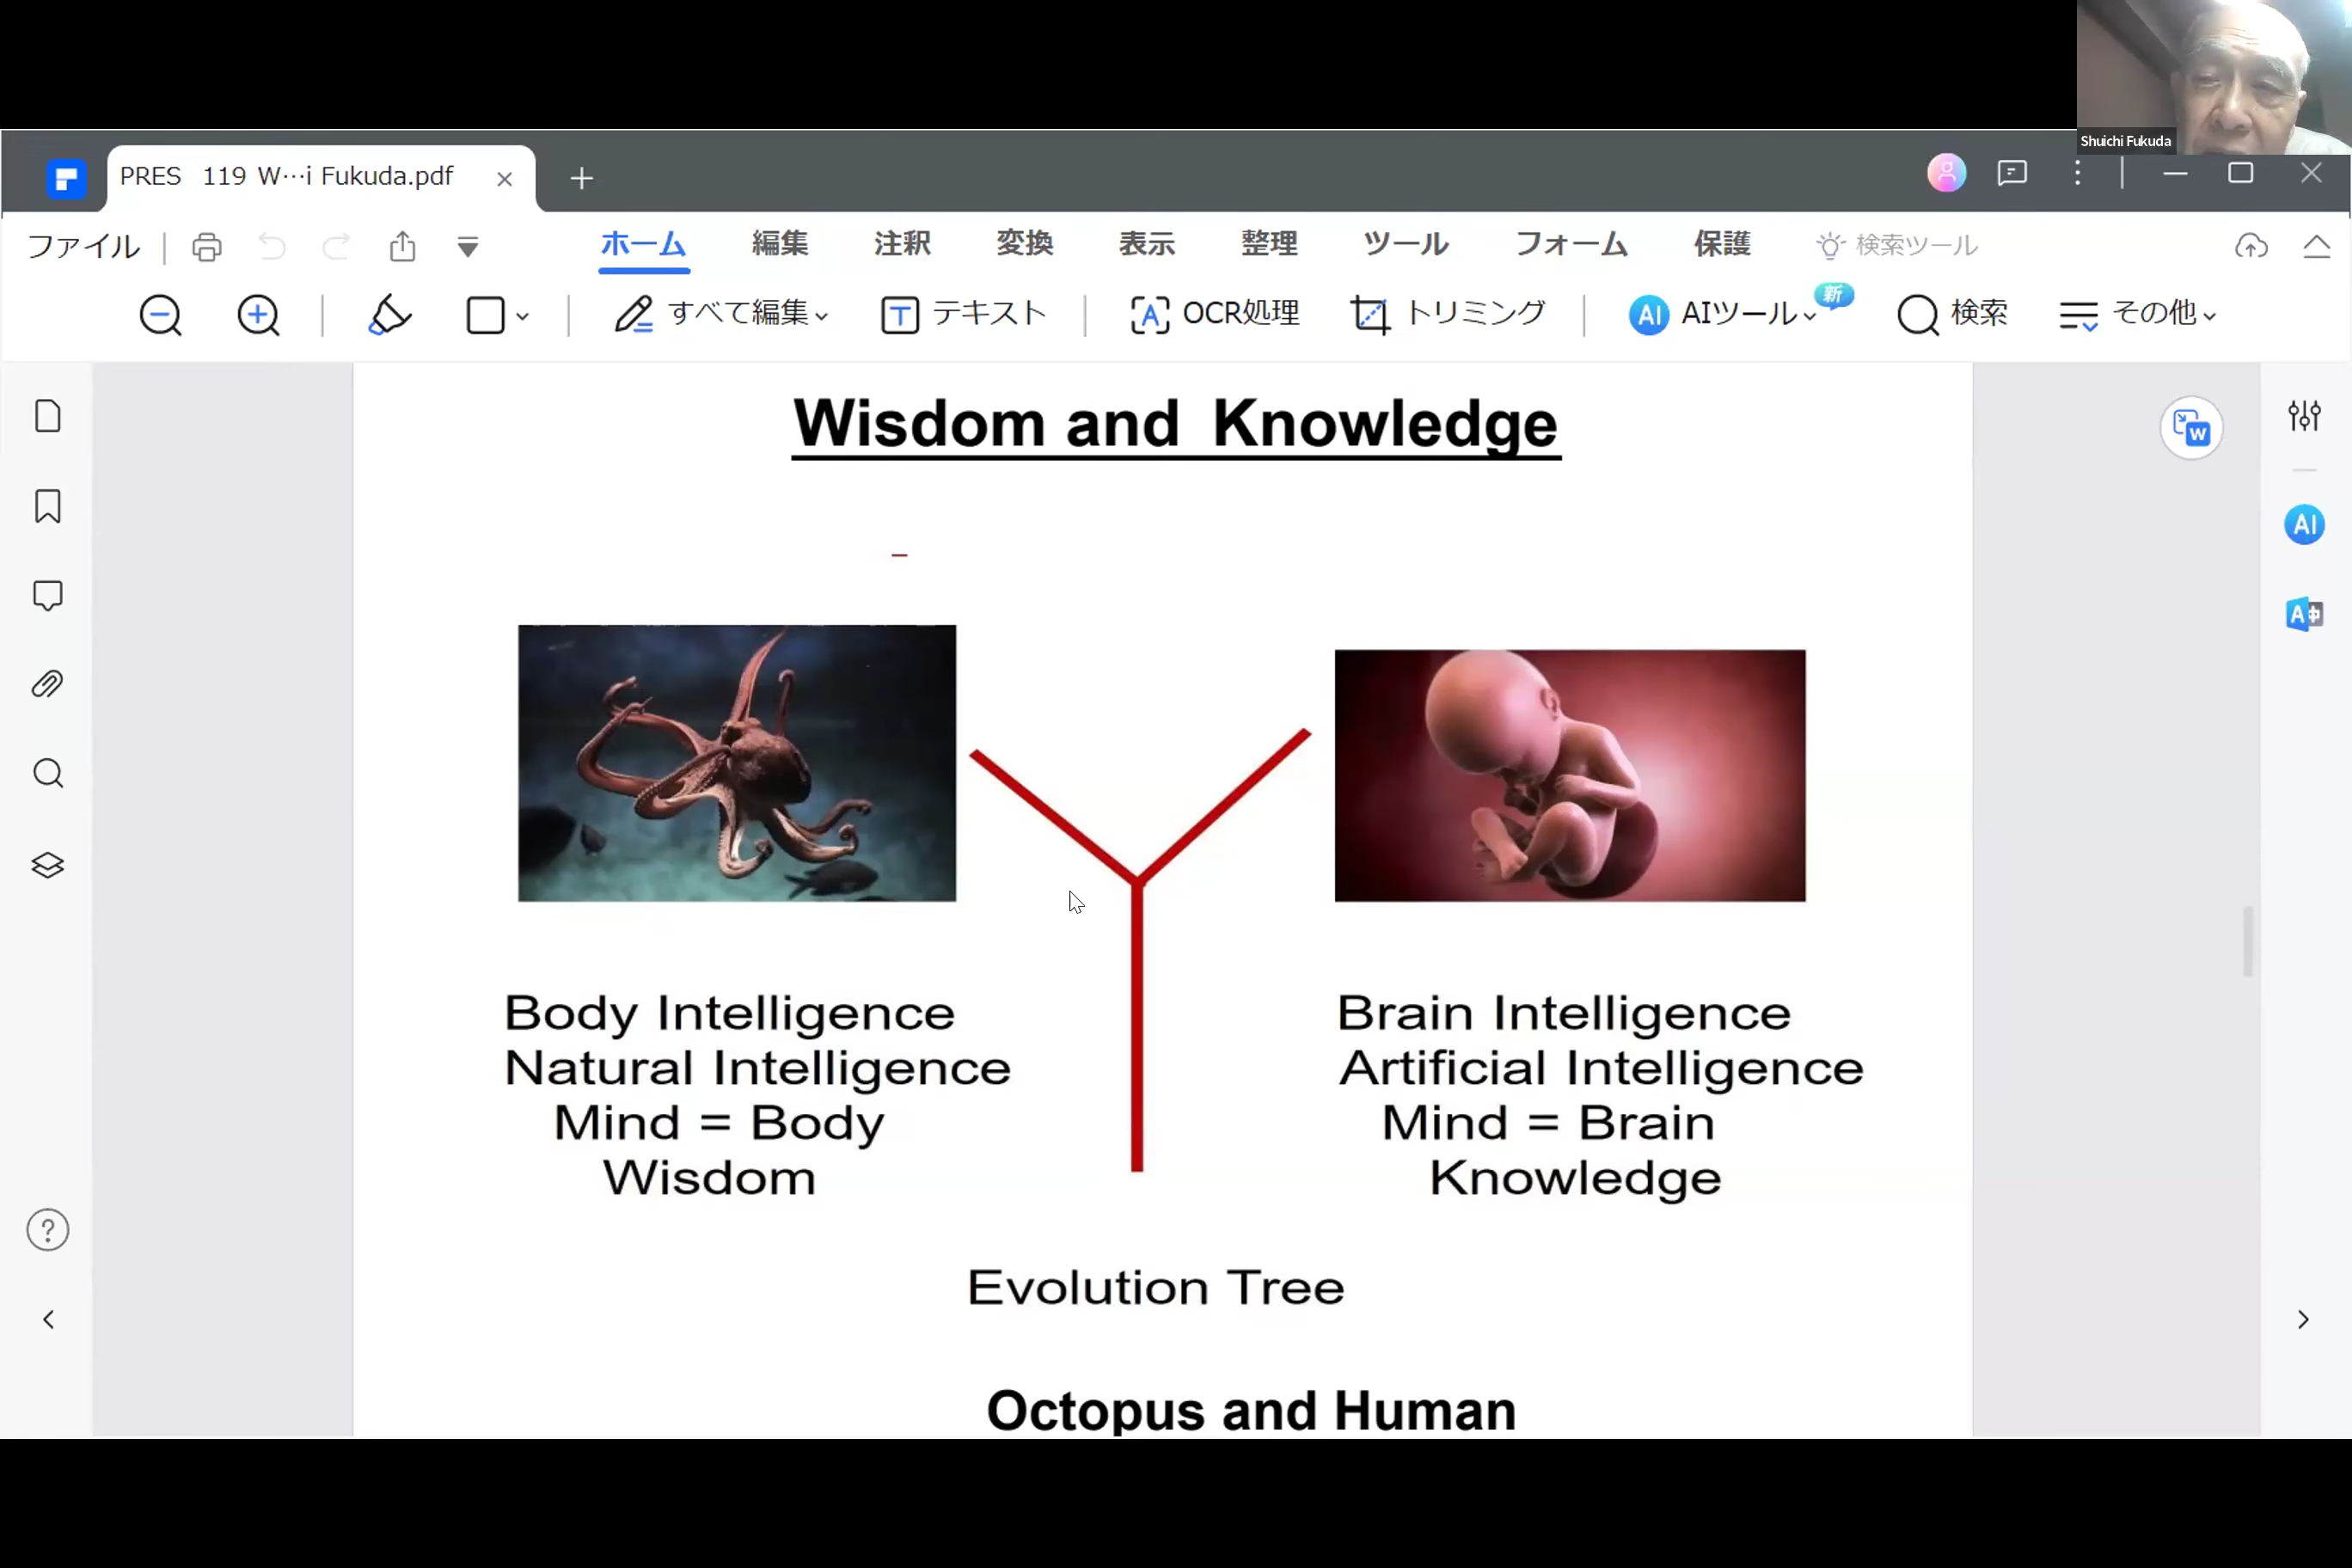 Shuichi Fukuda
PRES 119 W…i Fukuda.pdf
ファイル
ホーム 編集 注釈 変換 表示 整理 ツール フォーム 保護 検索ツール
すべて編集 テキスト OCR処理 トリミング AI AIツール 新 検索 その他
Wisdom and Knowledge
Body Intelligence
Natural Intelligence
Mind = Body
Wisdom
Brain Intelligence
Artificial Intelligence
Mind = Brain
Knowledge
Evolution Tree
Octopus and Human
W
AI